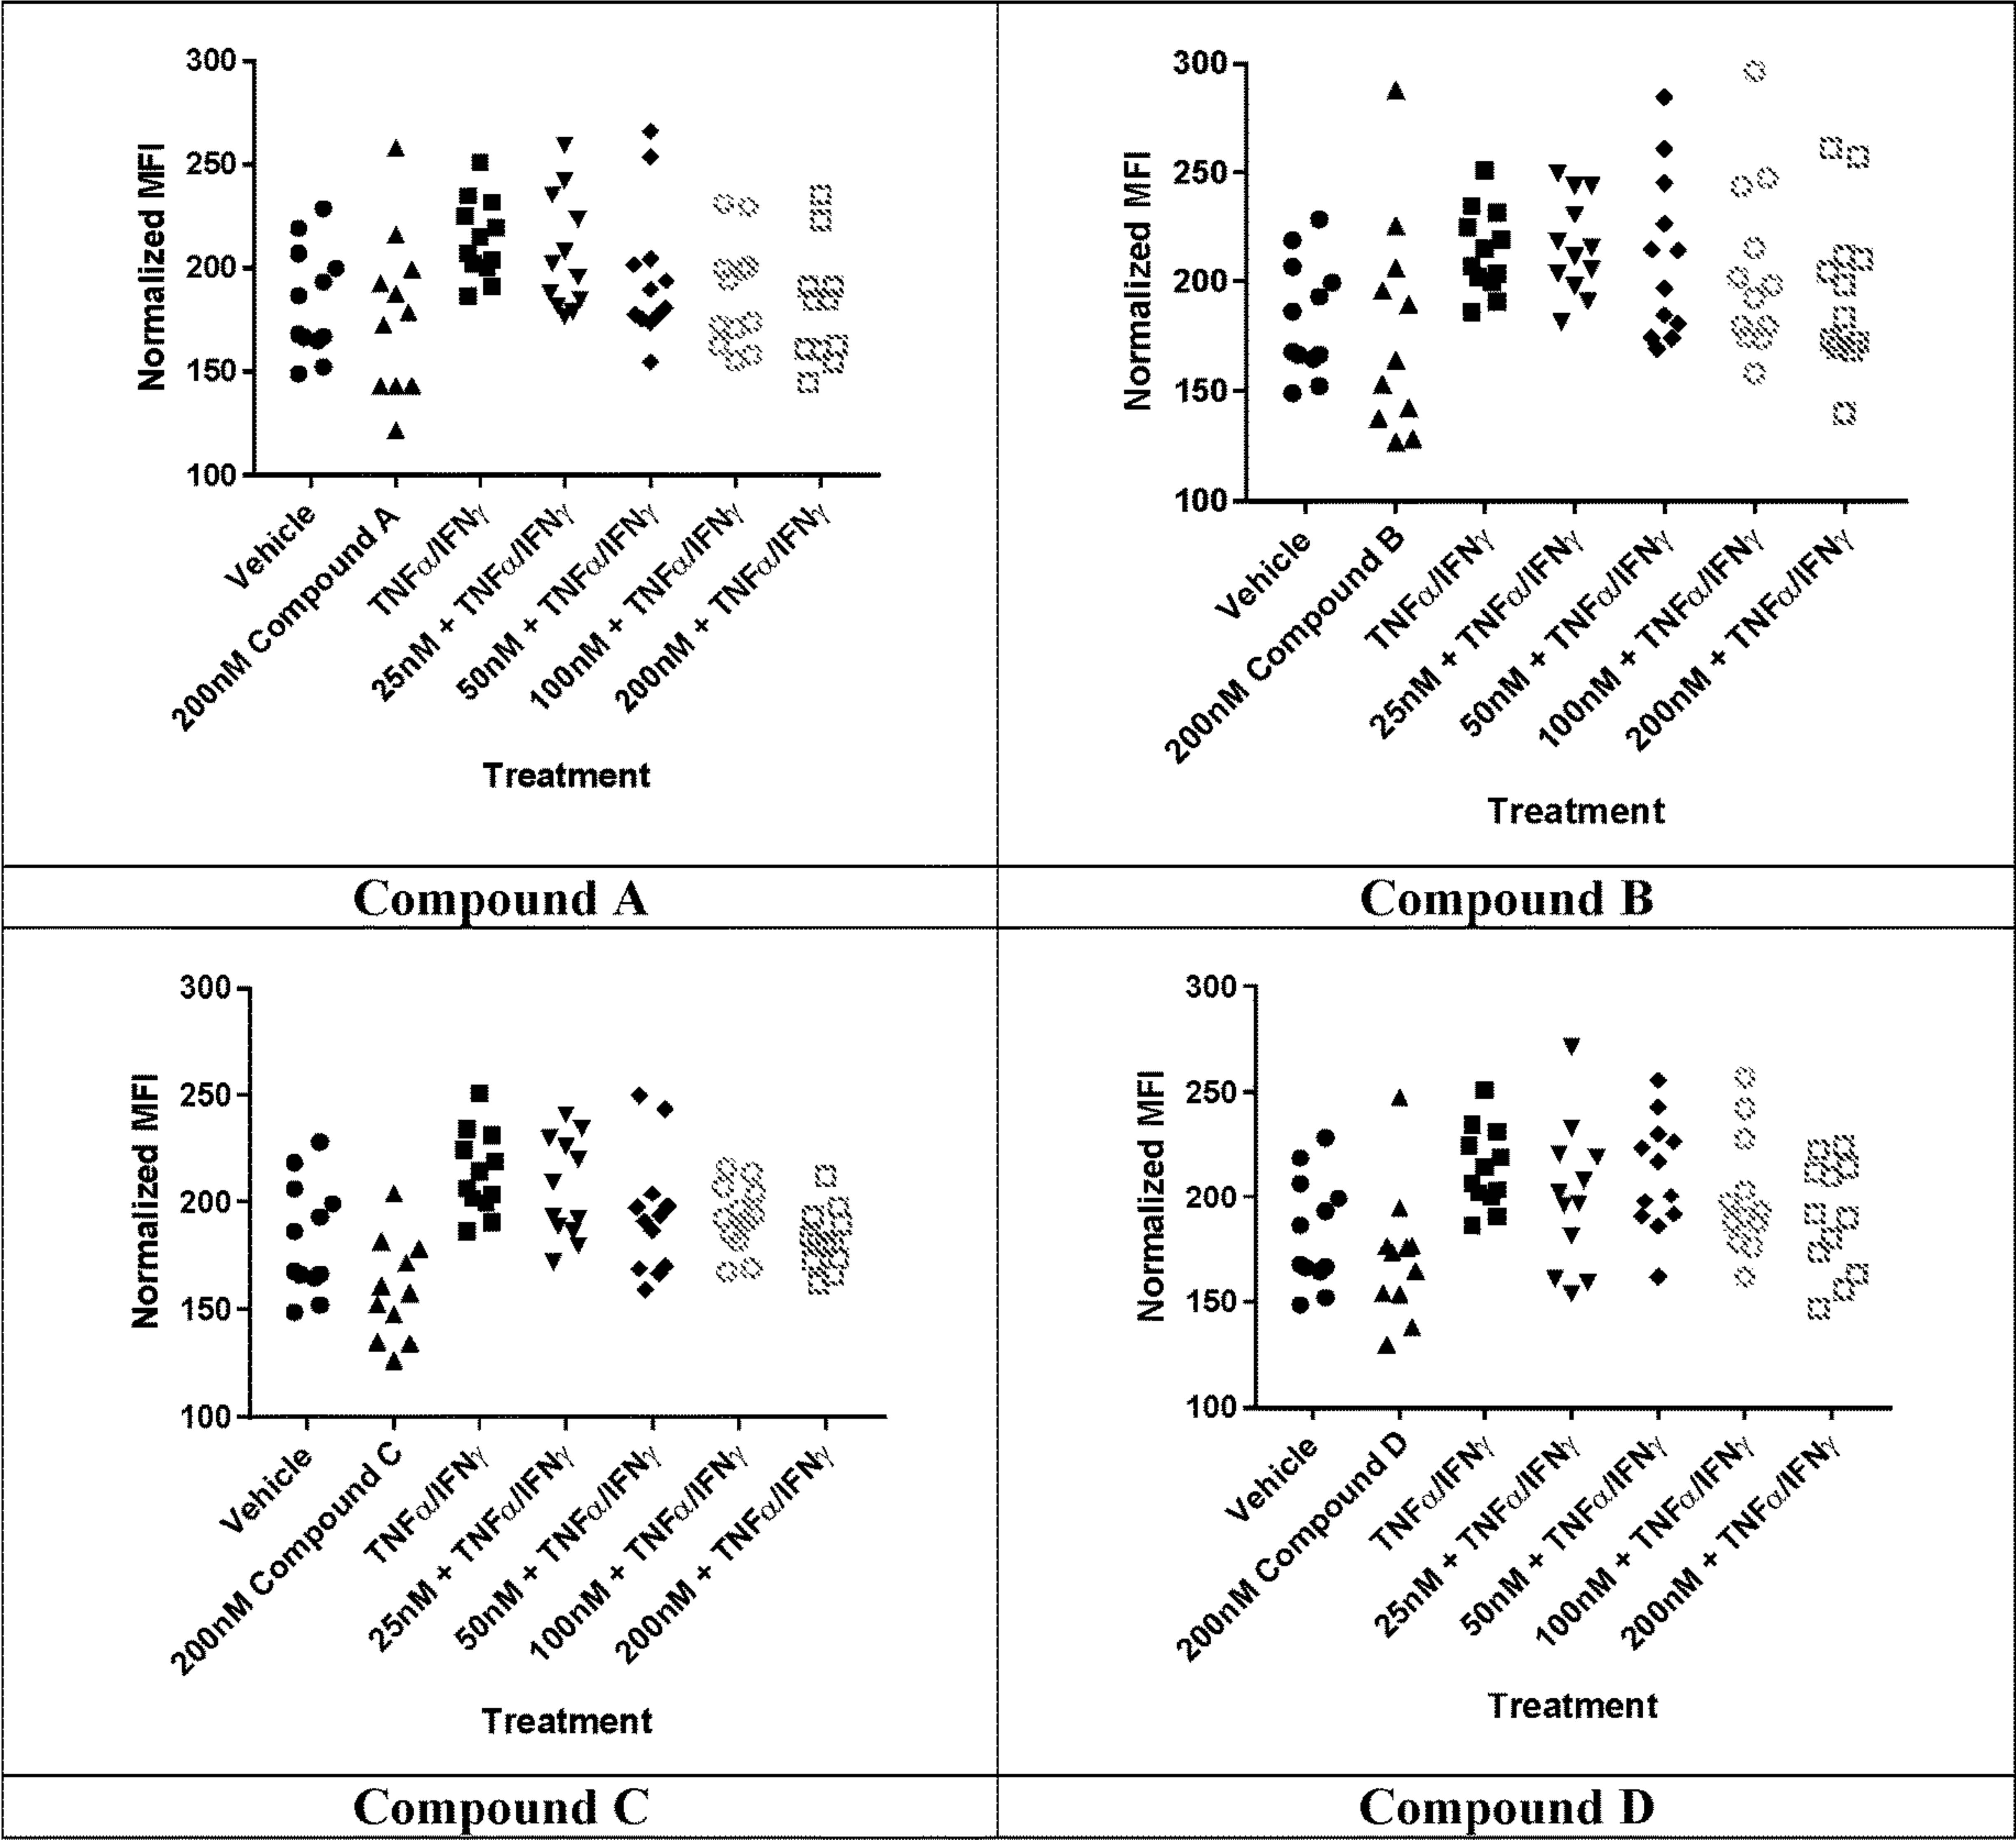 300
250
200
150
100
Normalized MFI
Vehicle
200nM Compound A
TNFα/IFNγ
25nM + TNFα/IFNγ
50nM + TNFα/IFNγ
100nM + TNFα/IFNγ
200nM + TNFα/IFNγ
Treatment
Compound A
300
250
200
150
100
Normalized MFI
Vehicle
200nM Compound B
TNFα/IFNγ
25nM + TNFα/IFNγ
50nM + TNFα/IFNγ
100nM + TNFα/IFNγ
200nM + TNFα/IFNγ
Treatment
Compound B
300
250
200
150
100
Normalized MFI
Vehicle
200nM Compound C
TNFα/IFNγ
25nM + TNFα/IFNγ
50nM + TNFα/IFNγ
100nM + TNFα/IFNγ
200nM + TNFα/IFNγ
Treatment
Compound C
300
250
200
150
100
Normalized MFI
Vehicle
200nM Compound D
TNFα/IFNγ
25nM + TNFα/IFNγ
50nM + TNFα/IFNγ
100nM + TNFα/IFNγ
200nM + TNFα/IFNγ
Treatment
Compound D